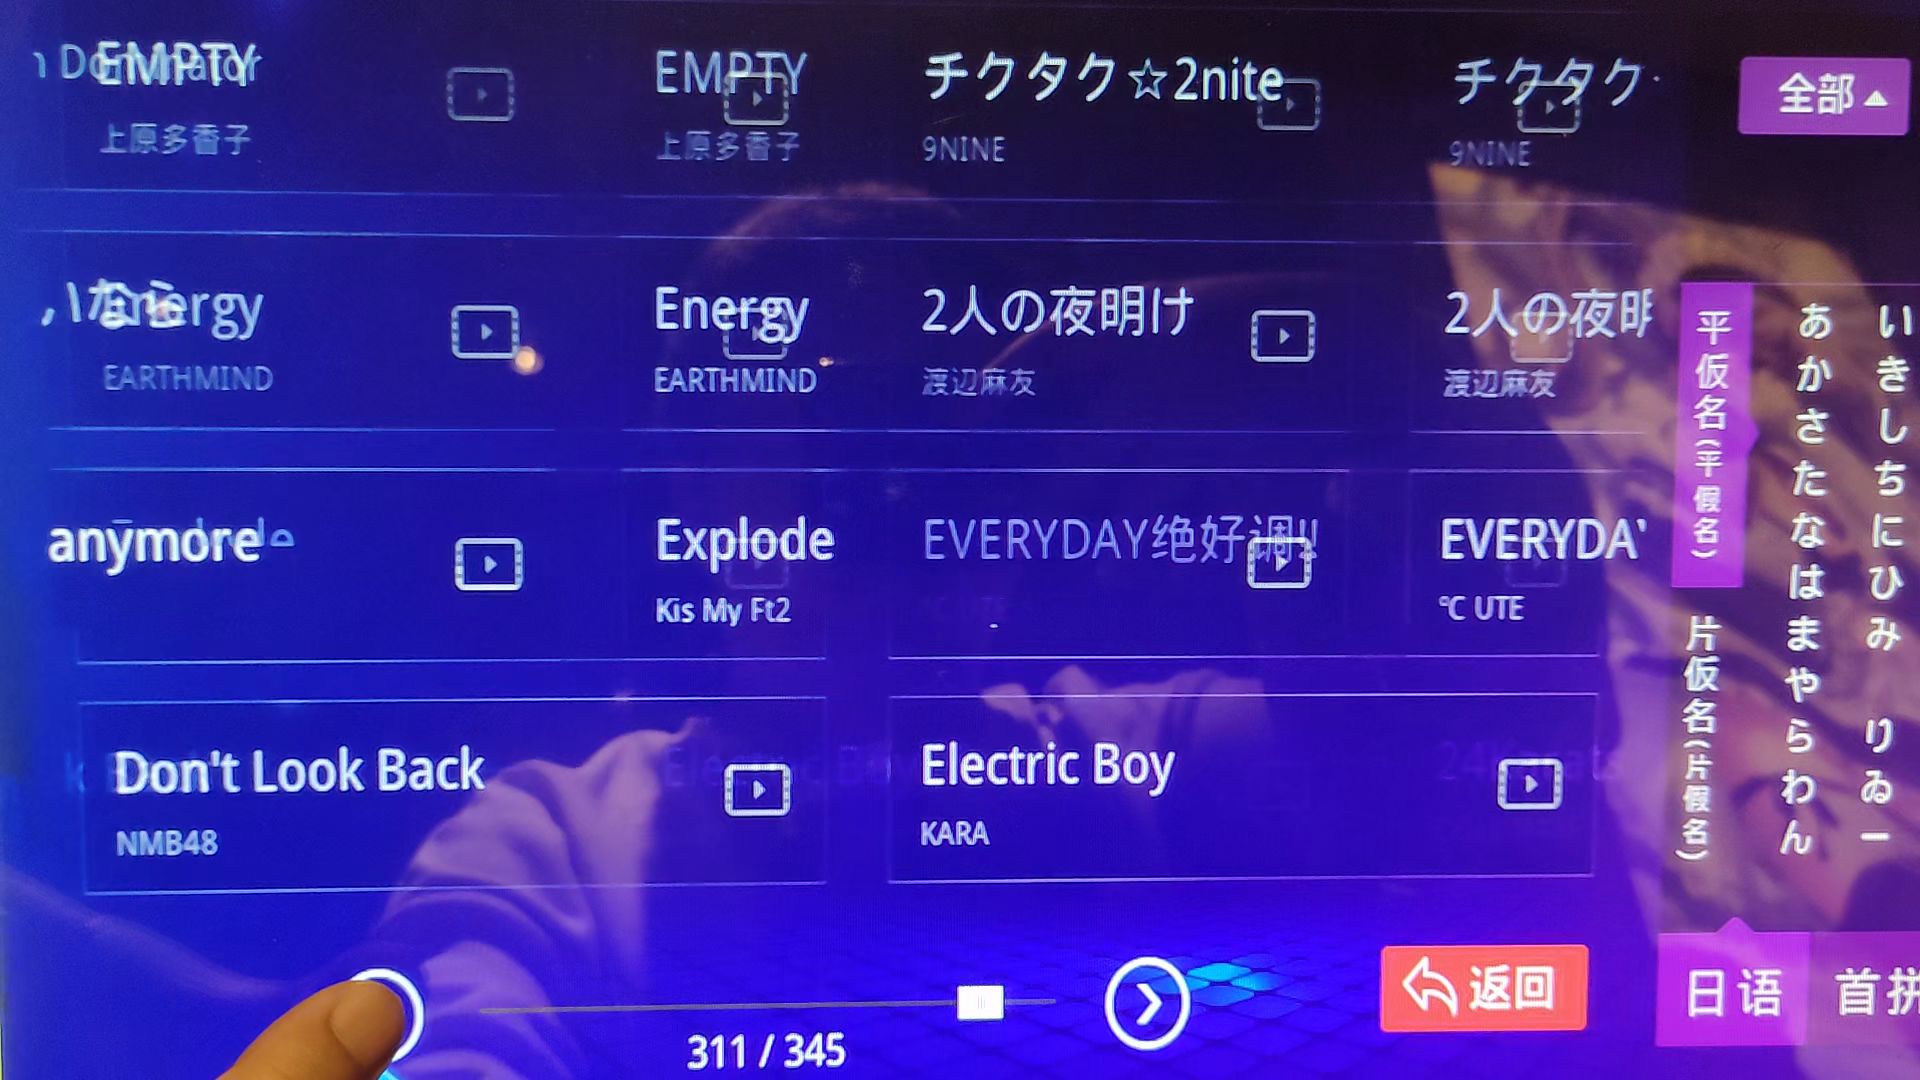 EMPTY
上原多香子
EMPTY
上原多香子
チクタク☆2nite
9NINE
チクタク
9NINE
全部
Energy
EARTHMIND
Energy
EARTHMIND
2人の夜明け
渡辺麻友
2人の夜明
渡辺麻友
anymore
Explode
Kis My Ft2
EVERYDAY绝好调!!
EVERYDA
℃ UTE
Don't Look Back
NMB48
Electric Boy
KARA
平仮名(平假名)
片仮名(片假名)
あかさたなはまやらわん
いきしちにひみ りゐー
311 / 345
返回
日语
首拼